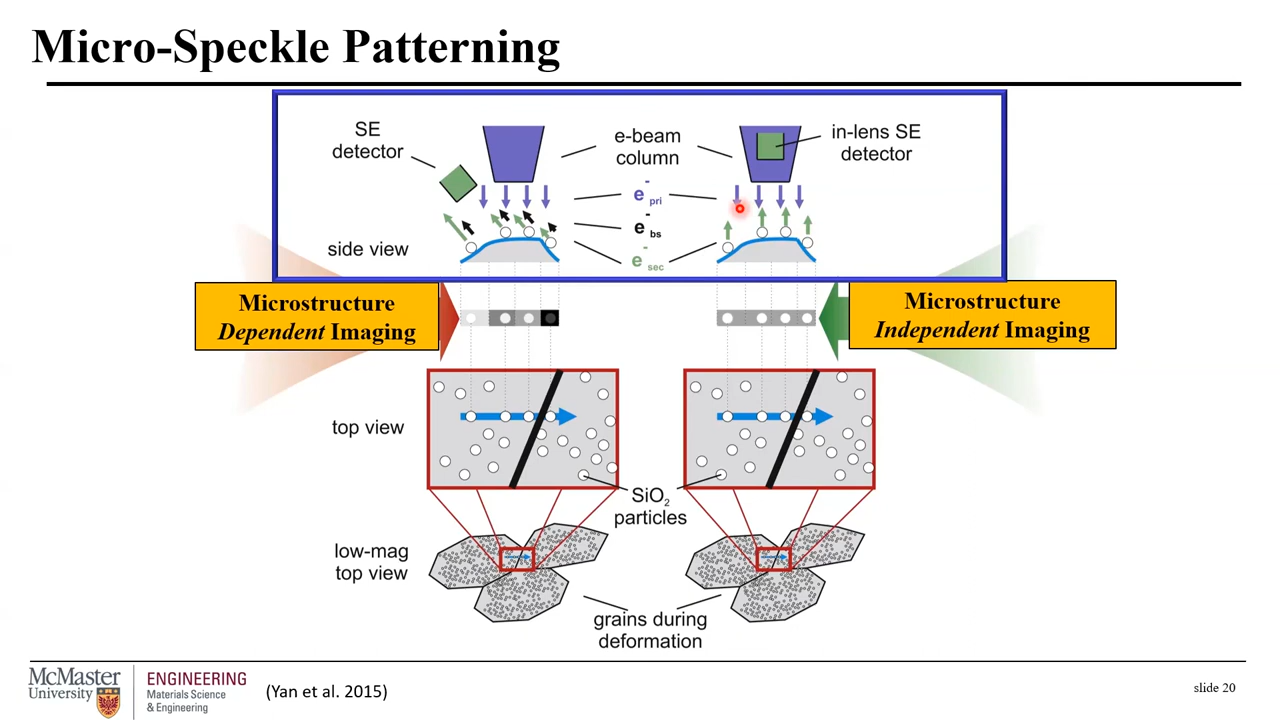 Micro-Speckle Patterning
SE
detector
e-beam
column
in-lens SE
detector
e⁻pri
e⁻bs
e⁻sec
side view
Microstructure
Dependent Imaging
Microstructure
Independent Imaging
top view
SiO₂
particles
low-mag
top view
grains during
deformation
McMaster
University
ENGINEERING
Materials Science
& Engineering
(Yan et al. 2015)
slide 20